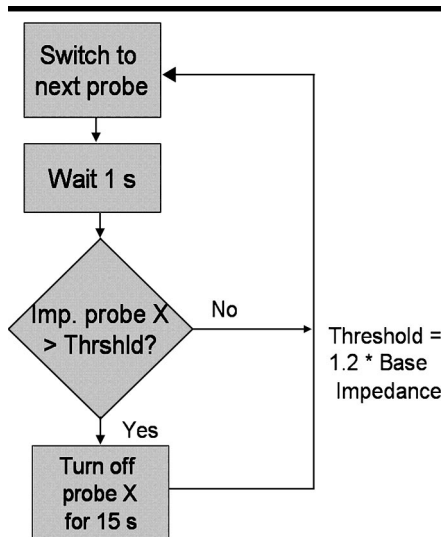 Switch to
next probe
Wait 1 s
Imp. probe X
> Thrshld?
No
Threshold =
1.2 * Base
Impedance
Yes
Turn off
probe X
for 15 s